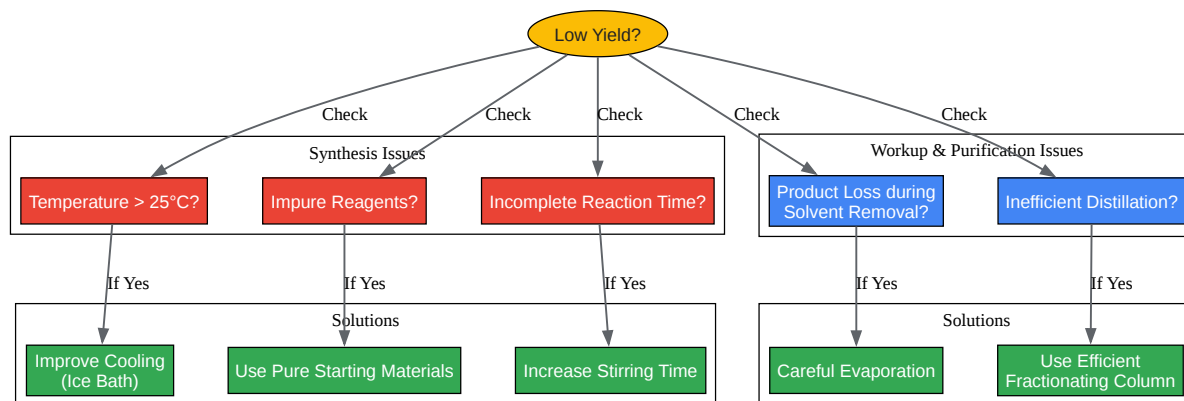 Low Yield?
Check
Check
Check
Check
Check
Synthesis Issues
Workup & Purification Issues
Temperature > 25°C?
Impure Reagents?
Incomplete Reaction Time?
Product Loss during
Solvent Removal?
Inefficient Distillation?
If Yes
If Yes
If Yes
If Yes
If Yes
Solutions
Solutions
Improve Cooling
(Ice Bath)
Use Pure Starting Materials
Increase Stirring Time
Careful Evaporation
Use Efficient
Fractionating Column